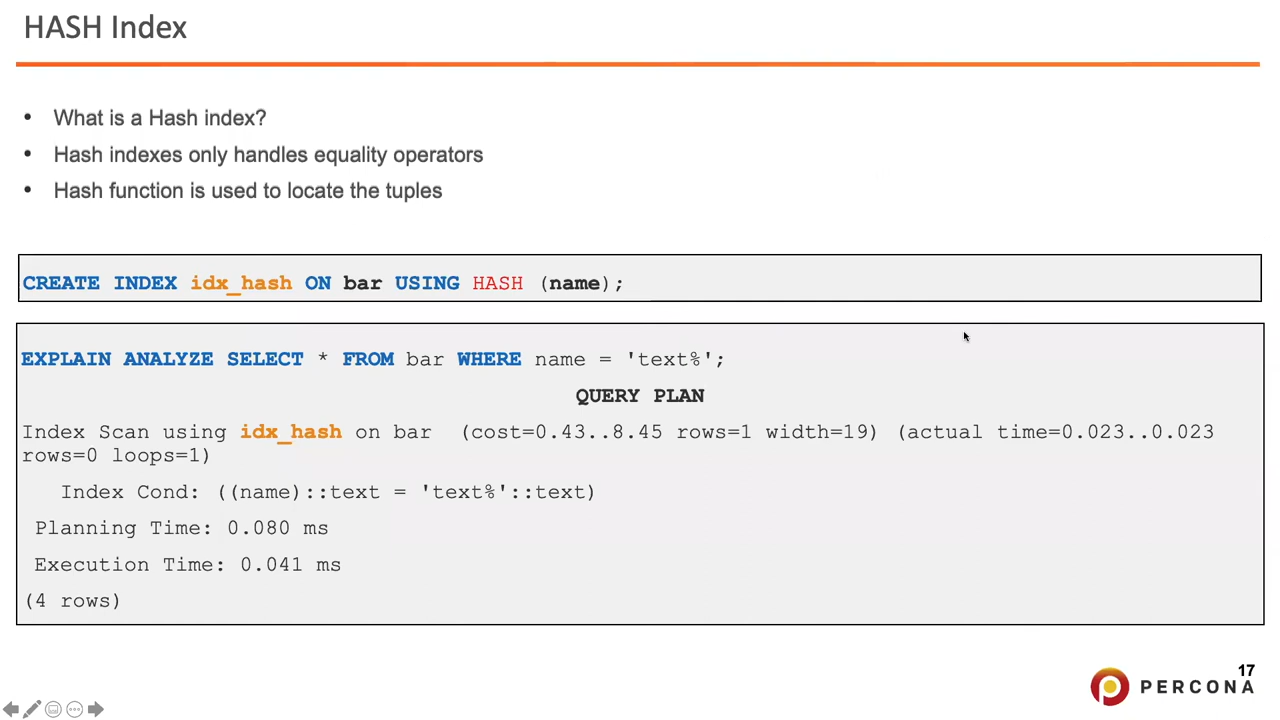 HASH Index
• What is a Hash index?
• Hash indexes only handles equality operators
• Hash function is used to locate the tuples
CREATE INDEX idx_hash ON bar USING HASH (name);
EXPLAIN ANALYZE SELECT * FROM bar WHERE name = 'text%';
QUERY PLAN
Index Scan using idx_hash on bar  (cost=0.43..8.45 rows=1 width=19) (actual time=0.023..0.023
rows=0 loops=1)
Index Cond: ((name)::text = 'text%'::text)
Planning Time: 0.080 ms
Execution Time: 0.041 ms
(4 rows)
17
PERCONA